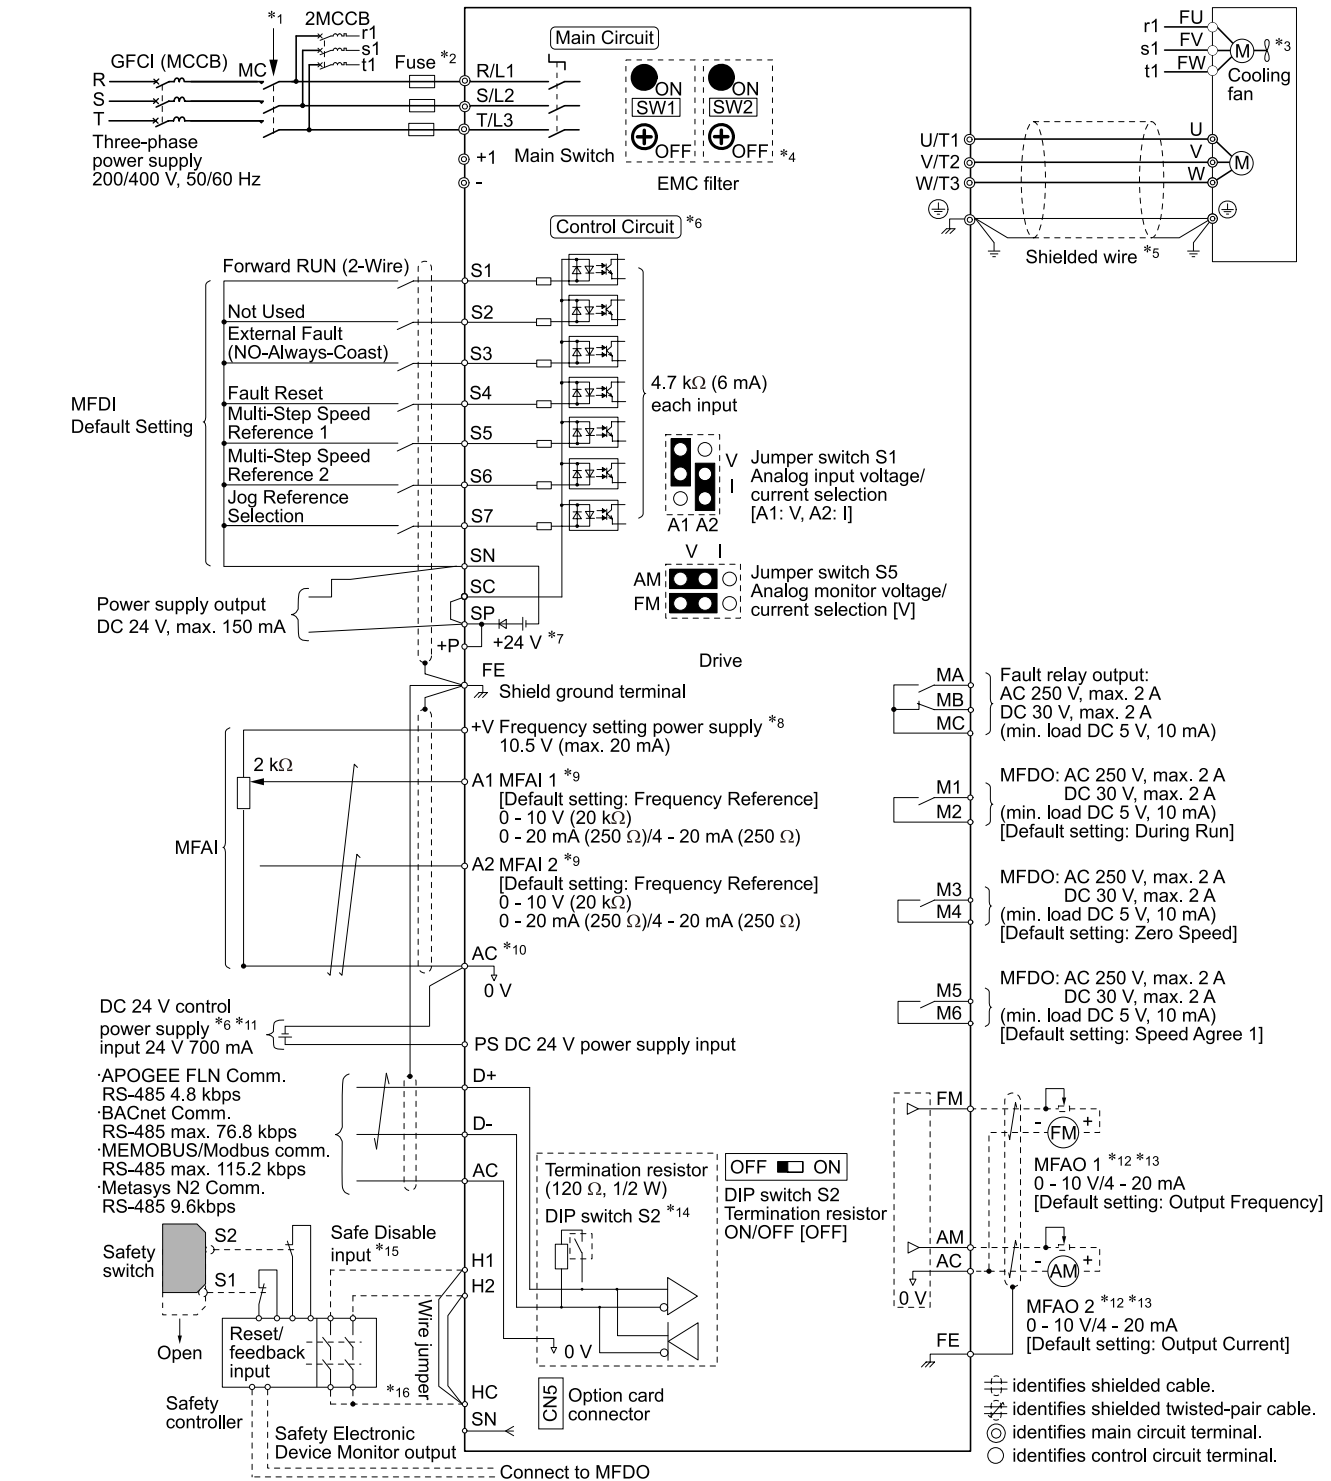 *1
2MCCB
r1
s1
t1
GFCI (MCCB)
MC
Fuse *2
R
S
T
Three-phase
power supply
200/400 V, 50/60 Hz
R/L1
S/L2
T/L3
+1
-
Main Circuit
Main Switch
ON
SW1
OFF
ON
SW2
OFF
*4
EMC filter
r1
s1
t1
FU
FV
FW
M
*3
Cooling
fan
U/T1
V/T2
W/T3
U
V
W
M
Shielded wire *5
Control Circuit *6
MFDI
Default Setting
Forward RUN (2-Wire)
Not Used
External Fault
(NO-Always-Coast)
Fault Reset
Multi-Step Speed
Reference 1
Multi-Step Speed
Reference 2
Jog Reference
Selection
S1
S2
S3
S4
S5
S6
S7
SN
SC
SP
+P
+24 V *7
4.7 kΩ (6 mA)
each input
V
I
A1 A2
Jumper switch S1
Analog input voltage/
current selection
[A1: V, A2: I]
V I
AM
FM
Jumper switch S5
Analog monitor voltage/
current selection [V]
Power supply output
DC 24 V, max. 150 mA
Drive
FE
Shield ground terminal
MFAI
2 kΩ
+V Frequency setting power supply *8
10.5 V (max. 20 mA)
A1 MFAI 1 *9
[Default setting: Frequency Reference]
0 - 10 V (20 kΩ)
0 - 20 mA (250 Ω)/4 - 20 mA (250 Ω)
A2 MFAI 2 *9
[Default setting: Frequency Reference]
0 - 10 V (20 kΩ)
0 - 20 mA (250 Ω)/4 - 20 mA (250 Ω)
AC *10
0 V
MA
MB
MC
Fault relay output:
AC 250 V, max. 2 A
DC 30 V, max. 2 A
(min. load DC 5 V, 10 mA)
M1
M2
MFDO: AC 250 V, max. 2 A
DC 30 V, max. 2 A
(min. load DC 5 V, 10 mA)
[Default setting: During Run]
M3
M4
MFDO: AC 250 V, max. 2 A
DC 30 V, max. 2 A
(min. load DC 5 V, 10 mA)
[Default setting: Zero Speed]
M5
M6
MFDO: AC 250 V, max. 2 A
DC 30 V, max. 2 A
(min. load DC 5 V, 10 mA)
[Default setting: Speed Agree 1]
DC 24 V control
power supply *6 *11
input 24 V 700 mA
PS DC 24 V power supply input
·APOGEE FLN Comm.
RS-485 4.8 kbps
·BACnet Comm.
RS-485 max. 76.8 kbps
·MEMOBUS/Modbus comm.
RS-485 max. 115.2 kbps
·Metasys N2 Comm.
RS-485 9.6kbps
D+
D-
AC
Termination resistor
(120 Ω, 1/2 W)
DIP switch S2 *14
0 V
OFF ON
DIP switch S2
Termination resistor
ON/OFF [OFF]
FM
- +
FM
MFAO 1 *12 *13
0 - 10 V/4 - 20 mA
[Default setting: Output Frequency]
AM
AC
0 V
- +
AM
MFAO 2 *12 *13
0 - 10 V/4 - 20 mA
[Default setting: Output Current]
FE
Safety
switch
S2
S1
Open
Safe Disable
input *15
H1
H2
Wire jumper
HC
SN
Reset/
feedback
input
*16
Safety
controller
Safety Electronic
Device Monitor output
Connect to MFDO
CN5
Option card
connector
identifies shielded cable.
identifies shielded twisted-pair cable.
identifies main circuit terminal.
identifies control circuit terminal.